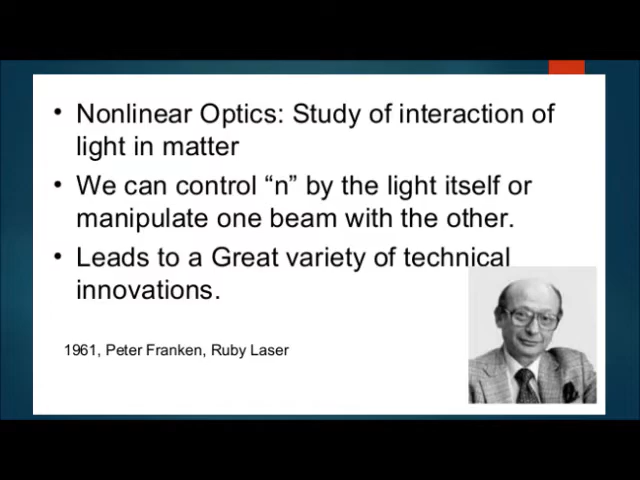 • Nonlinear Optics: Study of interaction of
light in matter
• We can control “n” by the light itself or
manipulate one beam with the other.
• Leads to a Great variety of technical
innovations.
1961, Peter Franken, Ruby Laser